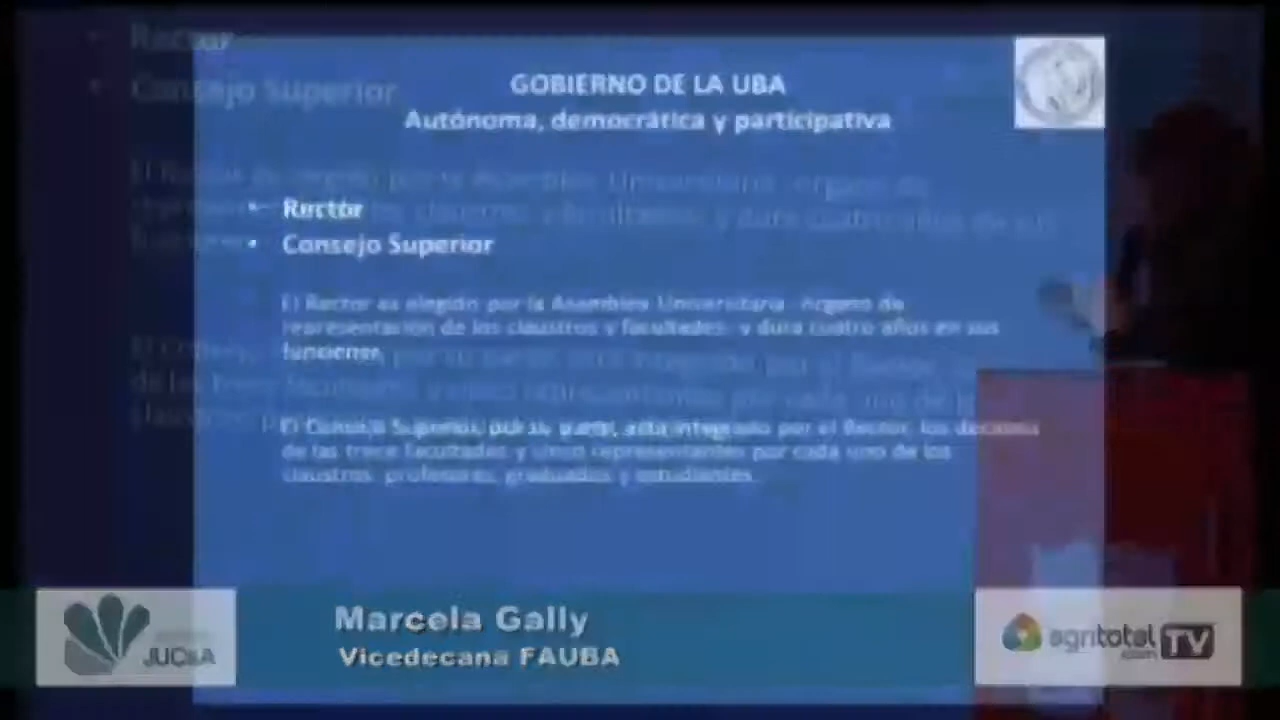 GOBIERNO DE LA UBA
Autónoma, democrática y participativa
• Rector
• Consejo Superior
El Rector es elegido por la Asamblea Universitaria órgano de
representación de los claustros y facultades y dura cuatro años en sus
funciones.
El Consejo Superior, por su parte, está integrado por el Rector, los decanos
de las trece facultades y cinco representantes por cada uno de los
claustros profesores, graduados y estudiantes.
Marcela Gally
Vicedecana FAUBA
agritotal
.com
TV